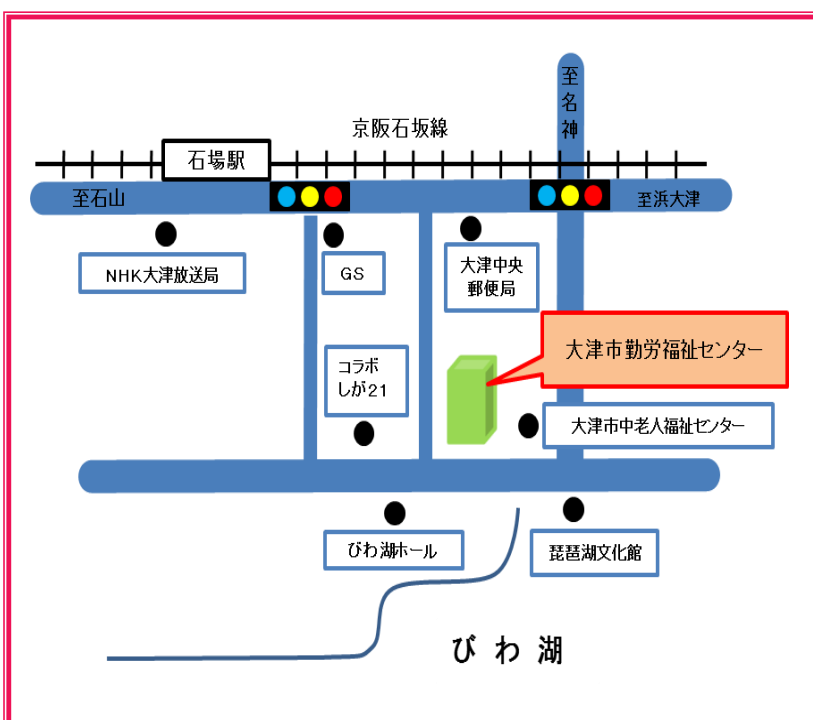 至名神
京阪石坂線
石場駅
至石山
至浜大津
NHK大津放送局
GS
大津中央
郵便局
大津市勤労福祉センター
コラボ
しが21
大津市中老人福祉センター
びわ湖ホール
琵琶湖文化館
びわ湖